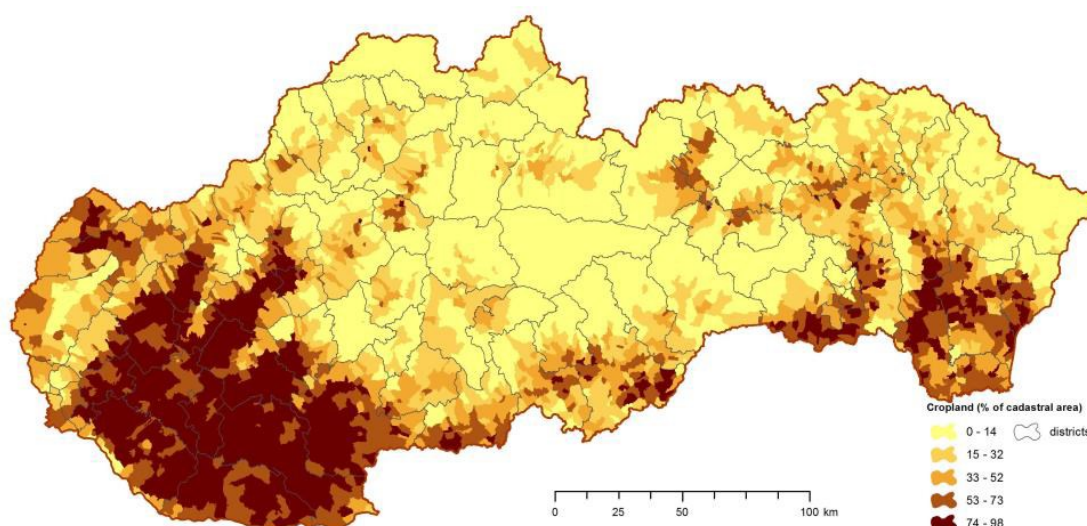 Cropland (% of cadastral area)
0 - 14 districts
15 - 32
33 - 52
53 - 73
74 - 98
0 50 100 km